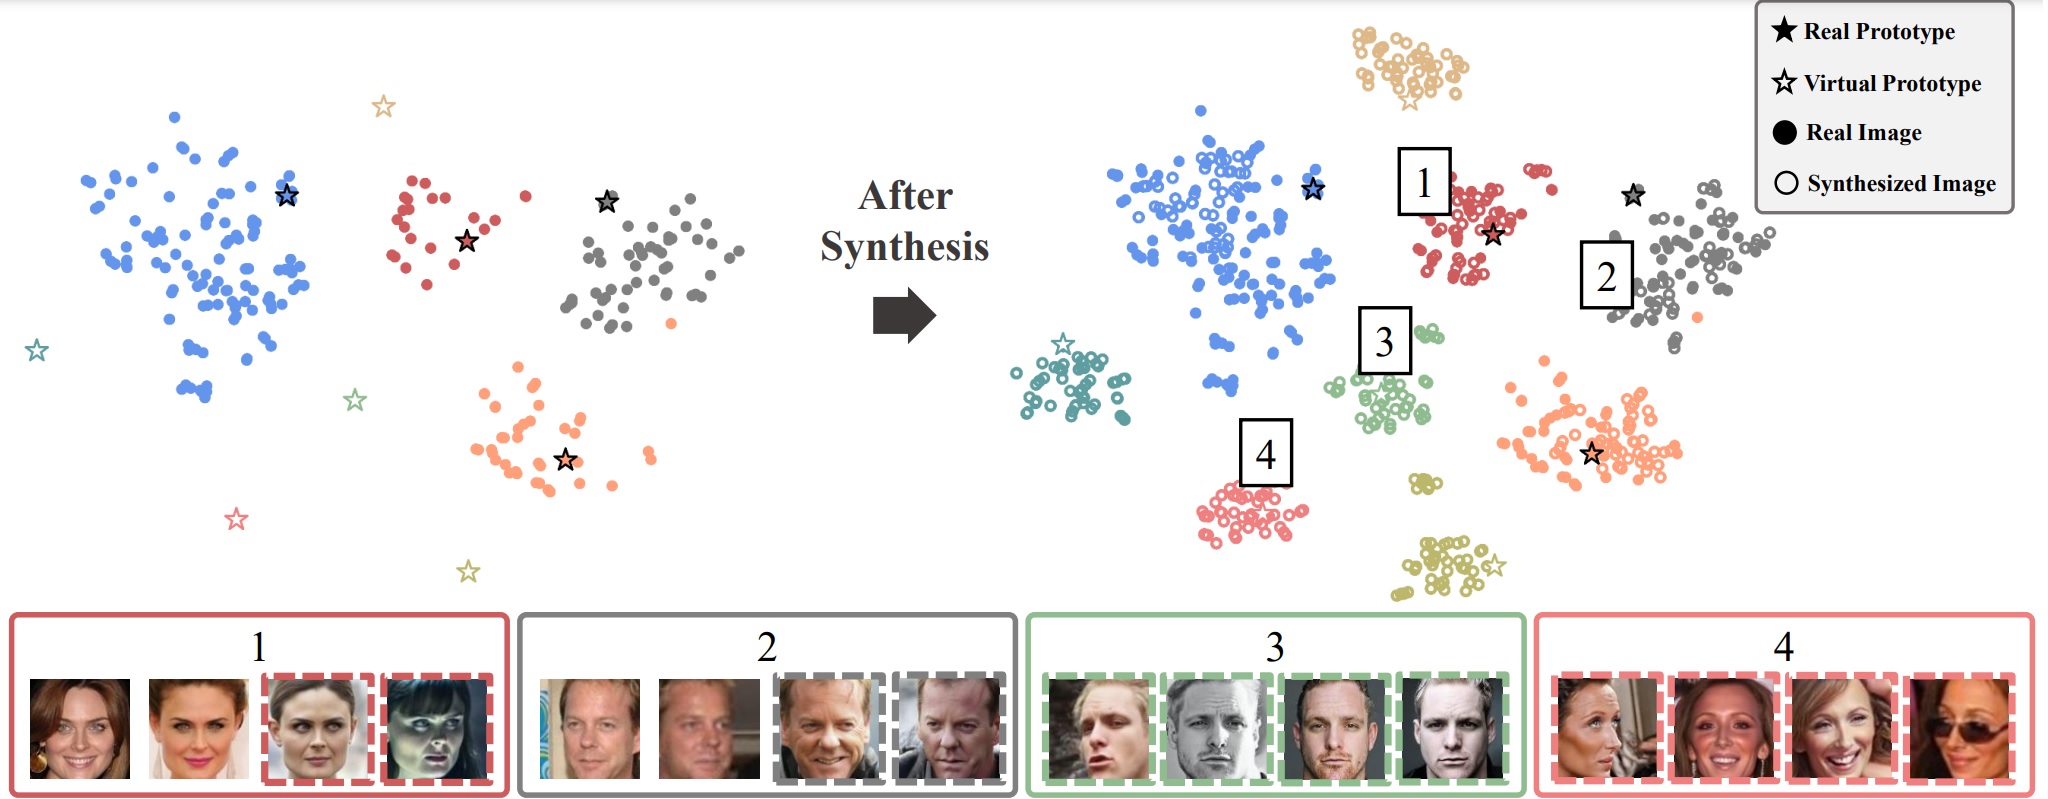 After
Synthesis
Real Prototype
Virtual Prototype
Real Image
Synthesized Image
1
2
3
4
1
2
3
4